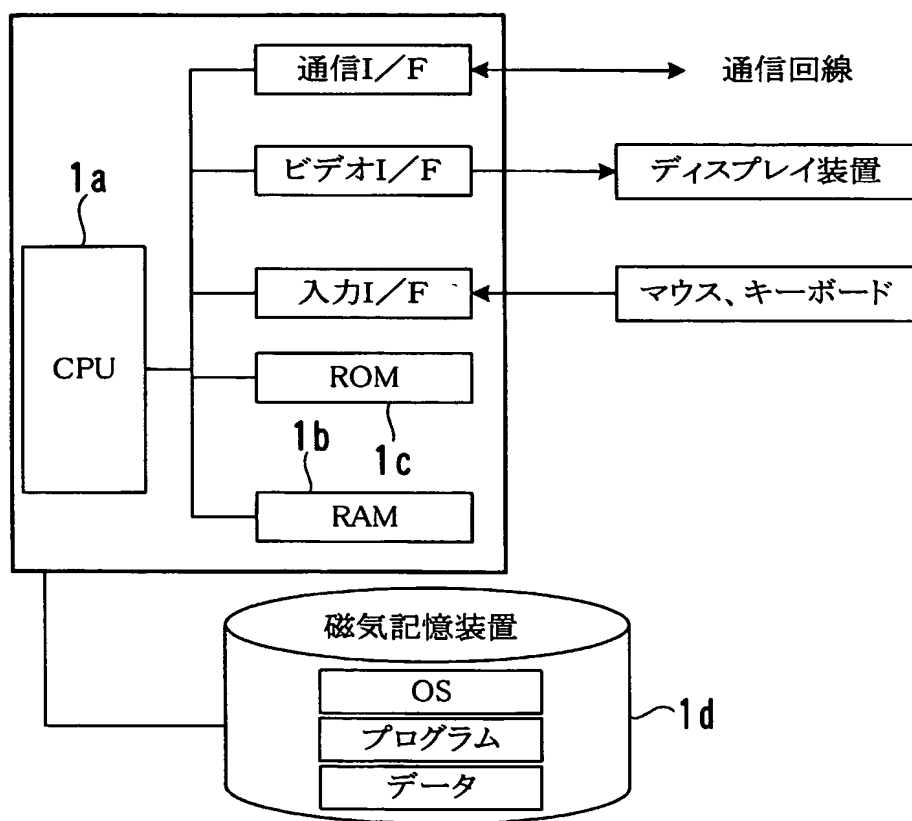 通信I/F
通信回線
ビデオI/F
ディスプレイ装置
1a
入力I/F
マウス、キーボード
CPU
ROM
1b
1c
RAM
磁気記憶装置
OS
1d
プログラム
データ